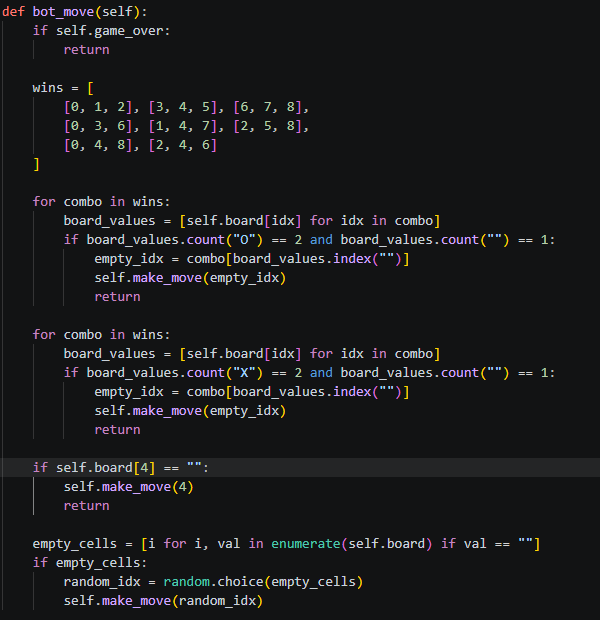 def bot_move(self):
    if self.game_over:
        return

    wins = [
        [0, 1, 2], [3, 4, 5], [6, 7, 8],
        [0, 3, 6], [1, 4, 7], [2, 5, 8],
        [0, 4, 8], [2, 4, 6]
    ]

    for combo in wins:
        board_values = [self.board[idx] for idx in combo]
        if board_values.count("O") == 2 and board_values.count("") == 1:
            empty_idx = combo[board_values.index("")]
            self.make_move(empty_idx)
            return

    for combo in wins:
        board_values = [self.board[idx] for idx in combo]
        if board_values.count("X") == 2 and board_values.count("") == 1:
            empty_idx = combo[board_values.index("")]
            self.make_move(empty_idx)
            return

    if self.board[4] == "":
        self.make_move(4)
        return

    empty_cells = [i for i, val in enumerate(self.board) if val == ""]
    if empty_cells:
        random_idx = random.choice(empty_cells)
        self.make_move(random_idx)